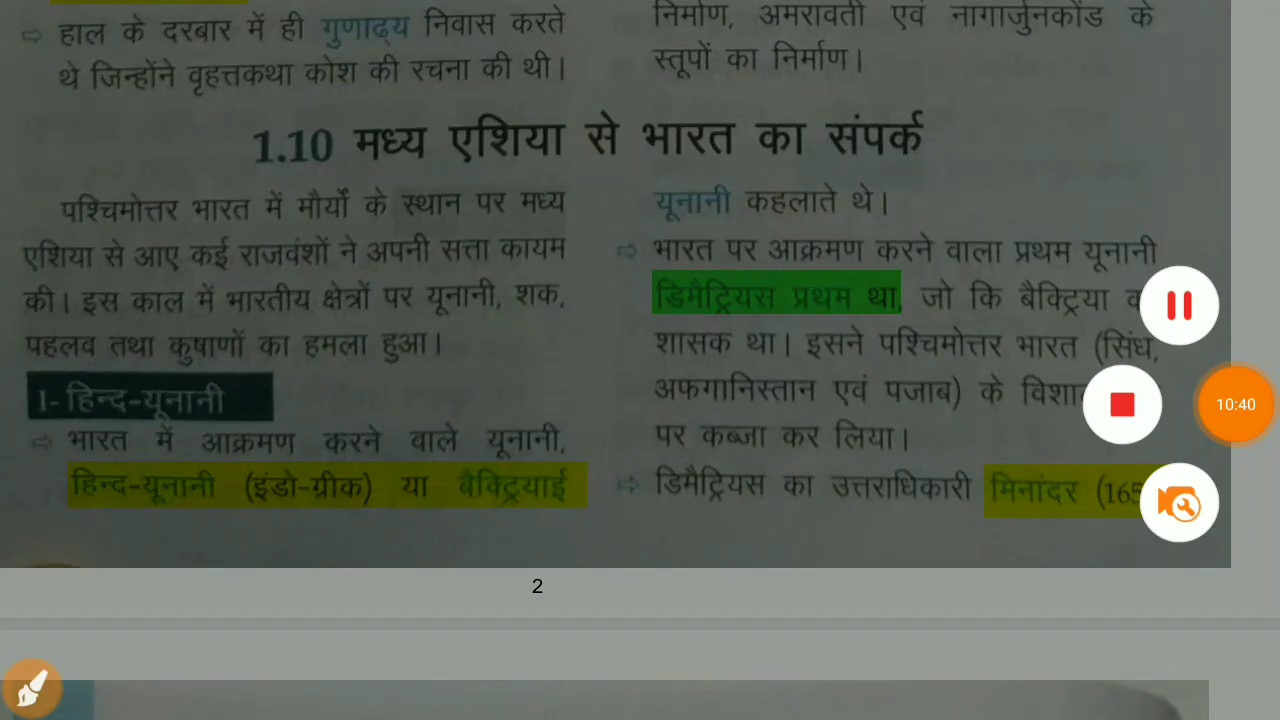 ⇨ हाल के दरबार में ही गुणाढ्य निवास करते
थे जिन्होंने वृहत्तकथा कोश की रचना की थी।
निर्माण, अमरावती एवं नागार्जुनकोंड के
स्तूपों का निर्माण।
1.10 मध्य एशिया से भारत का संपर्क
पश्चिमोत्तर भारत में मौर्यों के स्थान पर मध्य
एशिया से आए कई राजवंशों ने अपनी सत्ता कायम
की। इस काल में भारतीय क्षेत्रों पर यूनानी, शक,
पहलव तथा कुषाणों का हमला हुआ।
I- हिन्द-यूनानी
⇨ भारत में आक्रमण करने वाले यूनानी,
हिन्द-यूनानी (इंडो-ग्रीक) या बैक्ट्रियाई
यूनानी कहलाते थे।
⇨ भारत पर आक्रमण करने वाला प्रथम यूनानी
डिमैट्रियस प्रथम था, जो कि बैक्ट्रिया
शासक था। इसने पश्चिमोत्तर भारत (सिंध,
अफगानिस्तान एवं पजाब) के
पर कब्जा कर लिया।
⇨ डिमैट्रियस का उत्तराधिकारी मिनांदर (165
10:40
2